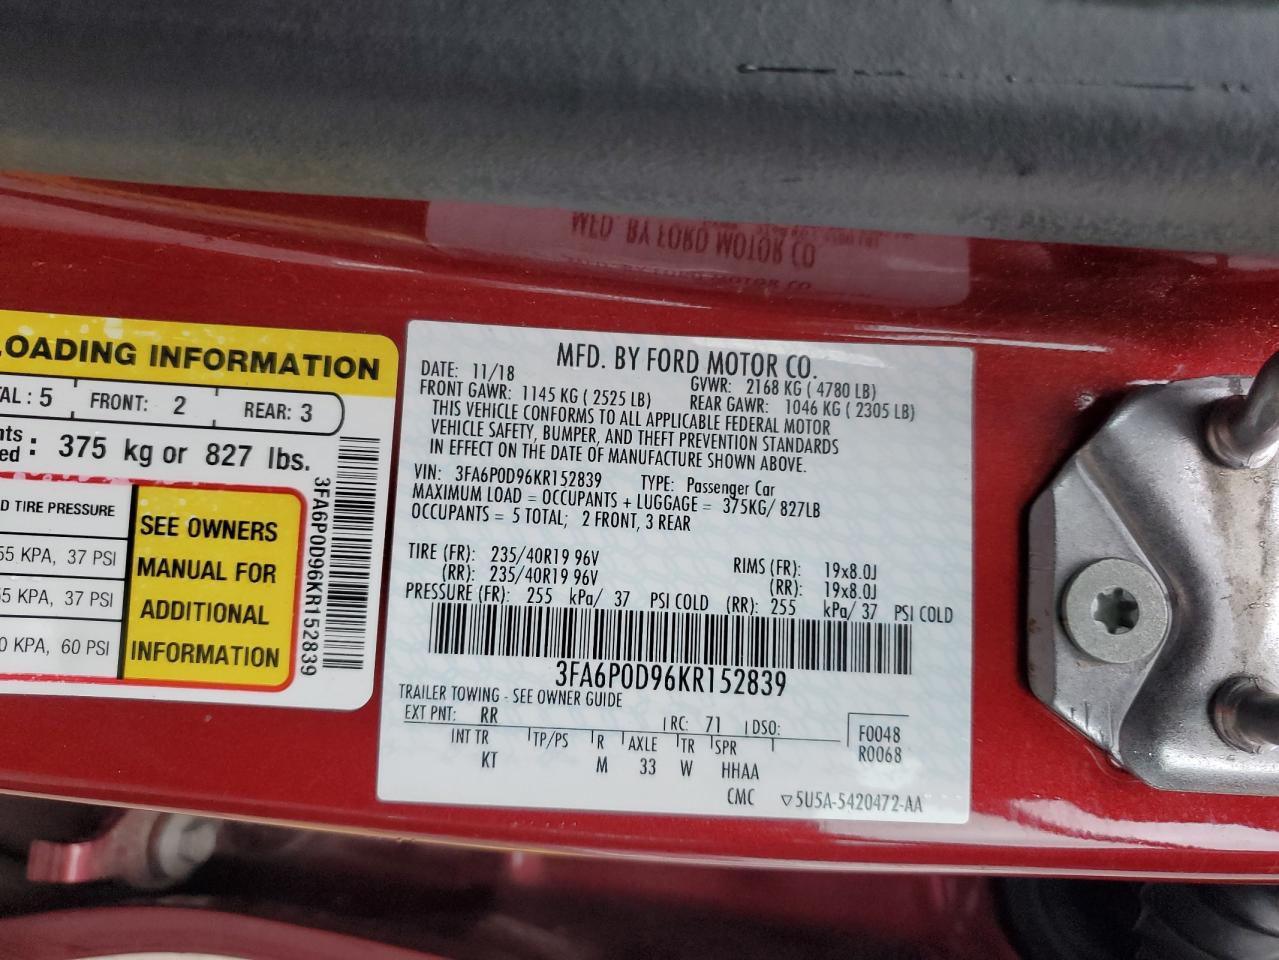 LOADING INFORMATION
TAL : 5 FRONT: 2 REAR: 3
nts
ed : 375 kg or 827 lbs.
D TIRE PRESSURE
55 KPA, 37 PSI
55 KPA, 37 PSI
0 KPA, 60 PSI
SEE OWNERS
MANUAL FOR
ADDITIONAL
INFORMATION
3FA6P0D96KR152839
MFD. BY FORD MOTOR CO.
DATE: 11/18 GVWR: 2168 KG ( 4780 LB)
FRONT GAWR: 1145 KG ( 2525 LB) REAR GAWR: 1046 KG ( 2305 LB)
THIS VEHICLE CONFORMS TO ALL APPLICABLE FEDERAL MOTOR
VEHICLE SAFETY, BUMPER, AND THEFT PREVENTION STANDARDS
IN EFFECT ON THE DATE OF MANUFACTURE SHOWN ABOVE.
VIN: 3FA6P0D96KR152839 TYPE: Passenger Car
MAXIMUM LOAD = OCCUPANTS + LUGGAGE = 375KG/ 827LB
OCCUPANTS = 5 TOTAL; 2 FRONT, 3 REAR
TIRE (FR): 235/40R19 96V RIMS (FR): 19x8.0J
(RR): 235/40R19 96V (RR): 19x8.0J
PRESSURE (FR): 255 kPa/ 37 PSI COLD (RR): 255 kPa/ 37 PSI COLD
3FA6P0D96KR152839
TRAILER TOWING - SEE OWNER GUIDE
EXT PNT: RR RC: 71 DSO: F0048
R0068
INT TR TP/PS R AXLE TR SPR
KT M 33 W HHAA
CMC ▽5U5A-5420472-AA